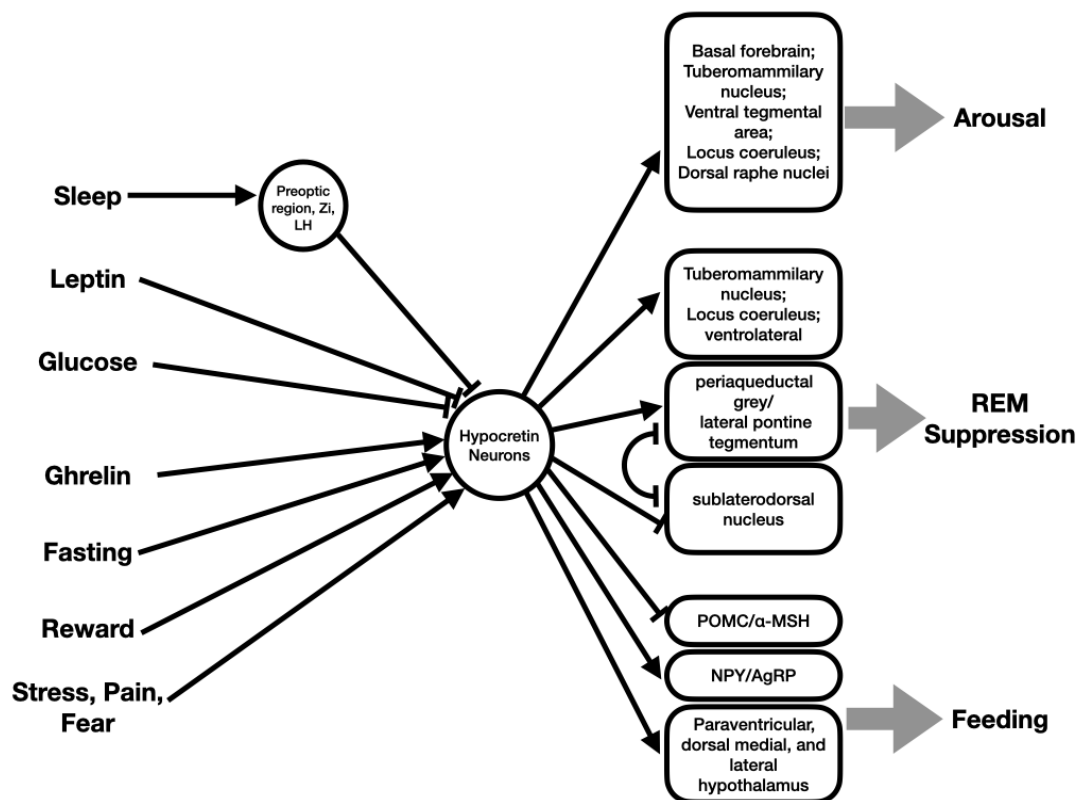 Sleep
Leptin
Glucose
Ghrelin
Fasting
Reward
Stress, Pain,
Fear
Preoptic
region, Zi,
LH
Hypocretin
Neurons
Basal forebrain;
Tuberomammilary
nucleus;
Ventral tegmental
area;
Locus coeruleus;
Dorsal raphe nuclei
Arousal
Tuberomammilary
nucleus;
Locus coeruleus;
ventrolateral
periaqueductal
grey/
lateral pontine
tegmentum
sublaterodorsal
nucleus
REM
Suppression
POMC/α-MSH
NPY/AgRP
Paraventricular,
dorsal medial, and
lateral
hypothalamus
Feeding